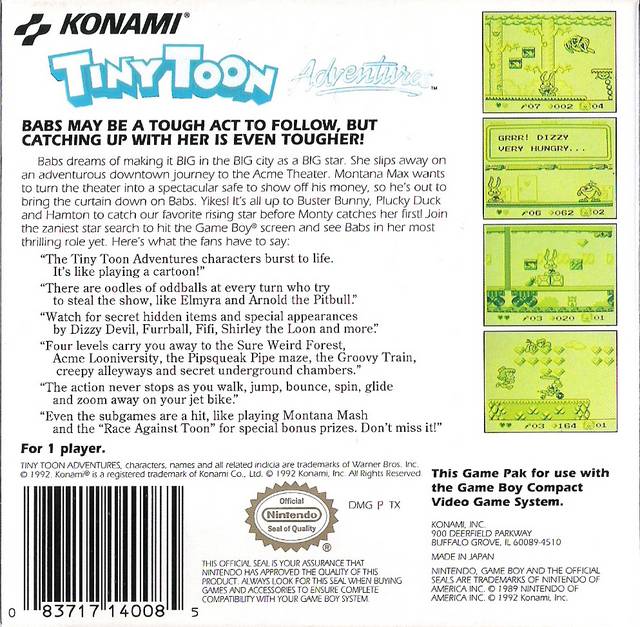 KONAMI®
TINY TOON Adventures™
BABS MAY BE A TOUGH ACT TO FOLLOW, BUT
CATCHING UP WITH HER IS EVEN TOUGHER!
Babs dreams of making it BIG in the BIG city as a BIG star. She slips away on
an adventurous downtown journey to the Acme Theater. Montana Max wants
to turn the theater into a spectacular safe to show off his money, so he's out to
bring the curtain down on Babs. Yikes! It's all up to Buster Bunny, Plucky Duck
and Hamton to catch our favorite rising star before Monty catches her first! Join
the zaniest star search to hit the Game Boy® screen and see Babs in her most
thrilling role yet. Here's what the fans have to say:
"The Tiny Toon Adventures characters burst to life.
It's like playing a cartoon!"
"There are oodles of oddballs at every turn who try
to steal the show, like Elmyra and Arnold the Pitbull."
"Watch for secret hidden items and special appearances
by Dizzy Devil, Furrball, Fifi, Shirley the Loon and more."
"Four levels carry you away to the Sure Weird Forest,
Acme Looniversity, the Pipsqueak Pipe maze, the Groovy Train,
creepy alleyways and secret underground chambers."
"The action never stops as you walk, jump, bounce, spin, glide
and zoom away on your jet bike."
"Even the subgames are a hit, like playing Montana Mash
and the "Race Against Toon" for special bonus prizes. Don't miss it!"
For 1 player.
TINY TOON ADVENTURES, characters, names and all related indicia are trademarks of Warner Bros. Inc.
© 1992. Konami® is a registered trademark of Konami Co., Ltd. © 1992 Konami, Inc. All Rights Reserved.
0 83717 14008 5
Official
Nintendo
Seal of Quality
®
DMG P TX
THIS OFFICIAL SEAL IS YOUR ASSURANCE THAT
NINTENDO HAS APPROVED THE QUALITY OF THIS
PRODUCT. ALWAYS LOOK FOR THIS SEAL WHEN BUYING
GAMES AND ACCESSORIES TO ENSURE COMPLETE
COMPATIBILITY WITH YOUR GAME BOY SYSTEM.
07 002 04
GRRR! DIZZY
VERY HUNGRY...
06 062 02
03 020 01
03 164 01
This Game Pak for use with
the Game Boy Compact
Video Game System.
KONAMI, INC.
900 DEERFIELD PARKWAY
BUFFALO GROVE, IL 60089-4510
MADE IN JAPAN
NINTENDO, GAME BOY AND THE OFFICIAL
SEALS ARE TRADEMARKS OF NINTENDO OF
AMERICA INC. © 1989 NINTENDO OF
AMERICA INC. © 1992 Konami, Inc.